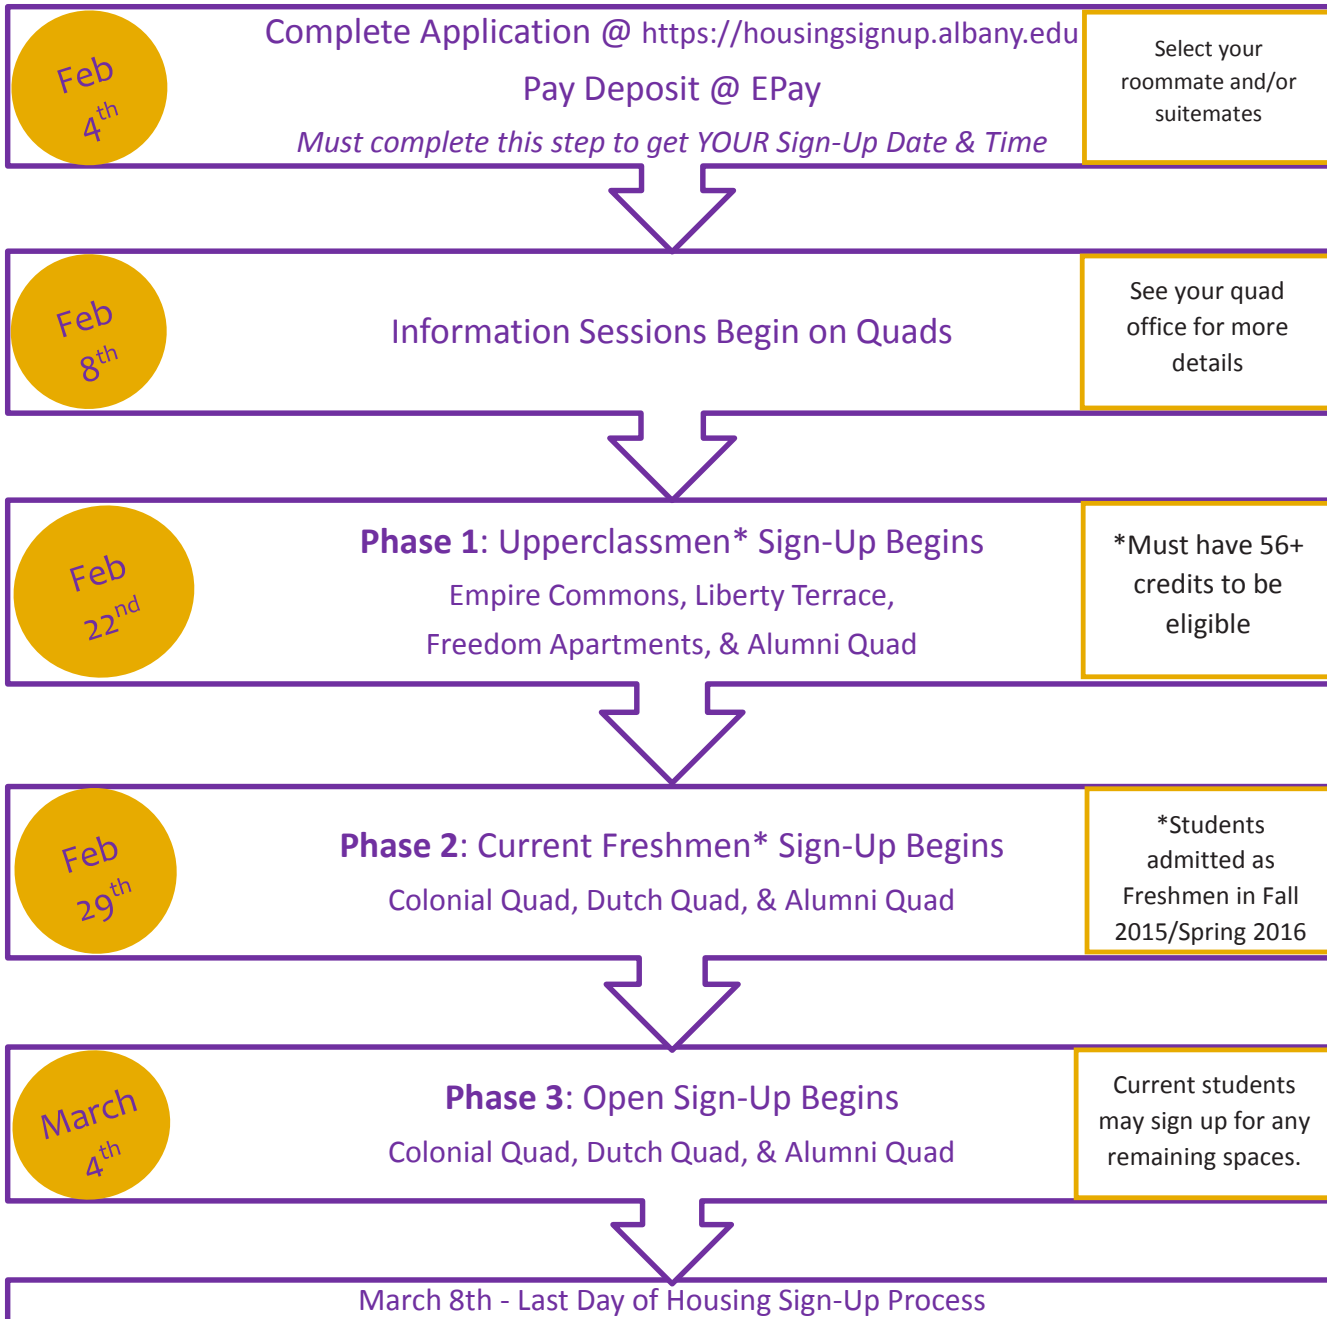 Feb
4th
Complete Application @ https://housingsignup.albany.edu
Pay Deposit @ EPay
Must complete this step to get YOUR Sign-Up Date & Time
Select your
roommate and/or
suitemates
Feb
8th
Information Sessions Begin on Quads
See your quad
office for more
details
Feb
22nd
Phase 1: Upperclassmen* Sign-Up Begins
Empire Commons, Liberty Terrace,
Freedom Apartments, & Alumni Quad
*Must have 56+
credits to be
eligible
Feb
29th
Phase 2: Current Freshmen* Sign-Up Begins
Colonial Quad, Dutch Quad, & Alumni Quad
*Students
admitted as
Freshmen in Fall
2015/Spring 2016
March
4th
Phase 3: Open Sign-Up Begins
Colonial Quad, Dutch Quad, & Alumni Quad
Current students
may sign up for any
remaining spaces.
March 8th - Last Day of Housing Sign-Up Process